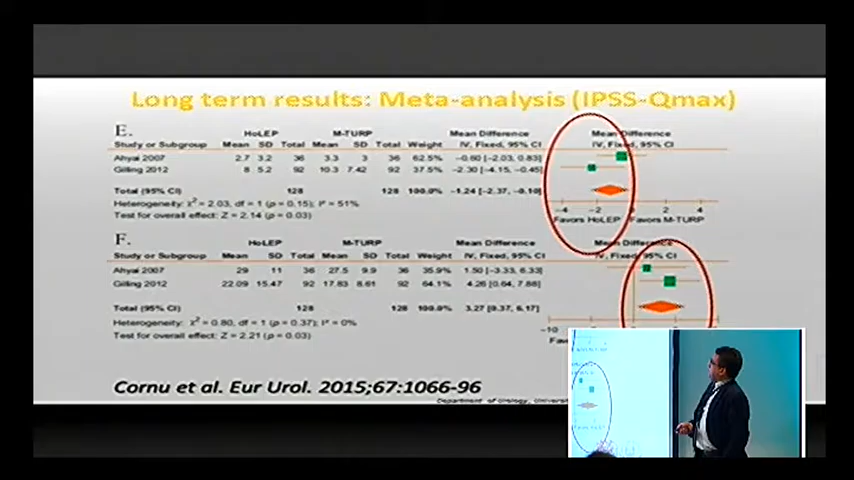 Long term results: Meta-analysis (IPSS-Qmax)
E.
HoLEP M-TURP Mean Difference Mean Difference
Study or Subgroup Mean SD Total Mean SD Total Weight IV, Fixed, 95% CI IV, Fixed, 95% CI
Ahyai 2007 2.7 3.2 36 3.3 3 36 62.5% −0.60 [−2.03, 0.83]
Gilling 2012 8 5.2 92 10.3 7.42 92 37.5% −2.30 [−4.15, −0.45]
Total (95% CI) 128 128 100.0% −1.24 [−2.37, −0.10]
Heterogeneity: χ² = 2.03, df = 1 (p = 0.15); I² = 51%
Test for overall effect: Z = 2.14 (p = 0.03)
−4 −2 0 2 4
Favors HoLEP Favors M-TURP
F.
HoLEP M-TURP Mean Difference Mean Difference
Study or Subgroup Mean SD Total Mean SD Total Weight IV, Fixed, 95% CI IV, Fixed, 95% CI
Ahyai 2007 29 11 36 27.5 9.9 36 35.9% 1.50 [−3.33, 6.33]
Gilling 2012 22.09 15.47 92 17.83 8.61 92 64.1% 4.26 [0.64, 7.88]
Total (95% CI) 128 128 100.0% 3.27 [0.37, 6.17]
Heterogeneity: χ² = 0.80, df = 1 (p = 0.37); I² = 0%
Test for overall effect: Z = 2.21 (p = 0.03)
−10
Cornu et al. Eur Urol. 2015;67:1066-96
Department of Urology,